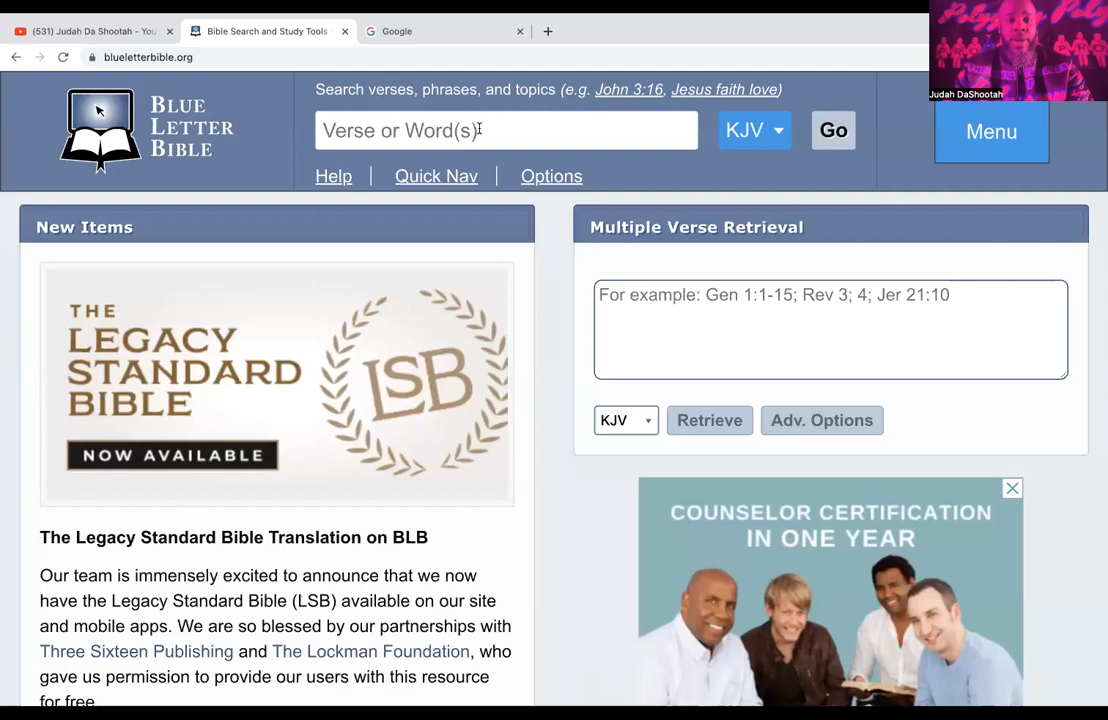 (531) Judah Da Shootah - You
Bible Search and Study Tools
Google
blueletterbible.org
Judah DaShootah
BLUE
LETTER
BIBLE
Search verses, phrases, and topics (e.g. John 3:16, Jesus faith love)
Verse or Word(s)
KJV
Go
Menu
Help
Quick Nav
Options
New Items
Multiple Verse Retrieval
THE
LEGACY
STANDARD
BIBLE
LSB
NOW AVAILABLE
For example: Gen 1:1-15; Rev 3; 4; Jer 21:10
KJV
Retrieve
Adv. Options
The Legacy Standard Bible Translation on BLB
Our team is immensely excited to announce that we now
have the Legacy Standard Bible (LSB) available on our site
and mobile apps. We are so blessed by our partnerships with
Three Sixteen Publishing and The Lockman Foundation, who
gave us permission to provide our users with this resource
for free.
COUNSELOR CERTIFICATION
IN ONE YEAR